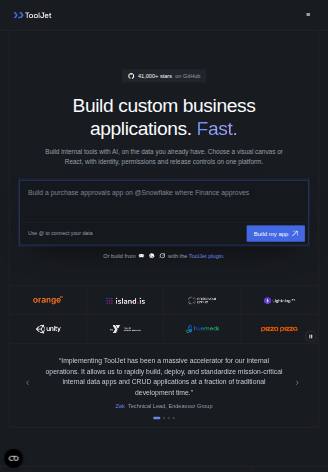 ToolJet
41,000+ stars on GitHub
Build custom business
applications. Fast.
Build internal tools with AI, on the data you already have. Choose a visual canvas or
React, with identity, permissions and release controls on one platform.
Build a purchase approvals app on @Snowflake where Finance approves
Use @ to connect your data
Build my app
Or build from with the ToolJet plugin
orange
island.is
unity
bluemeds
pizza pizza
"Implementing ToolJet has been a massive accelerator for our internal
operations. It allows us to rapidly build, deploy, and standardize mission-critical
internal data apps and CRUD applications at a fraction of traditional
development time."
Zek Technical Lead, Endeavour Group